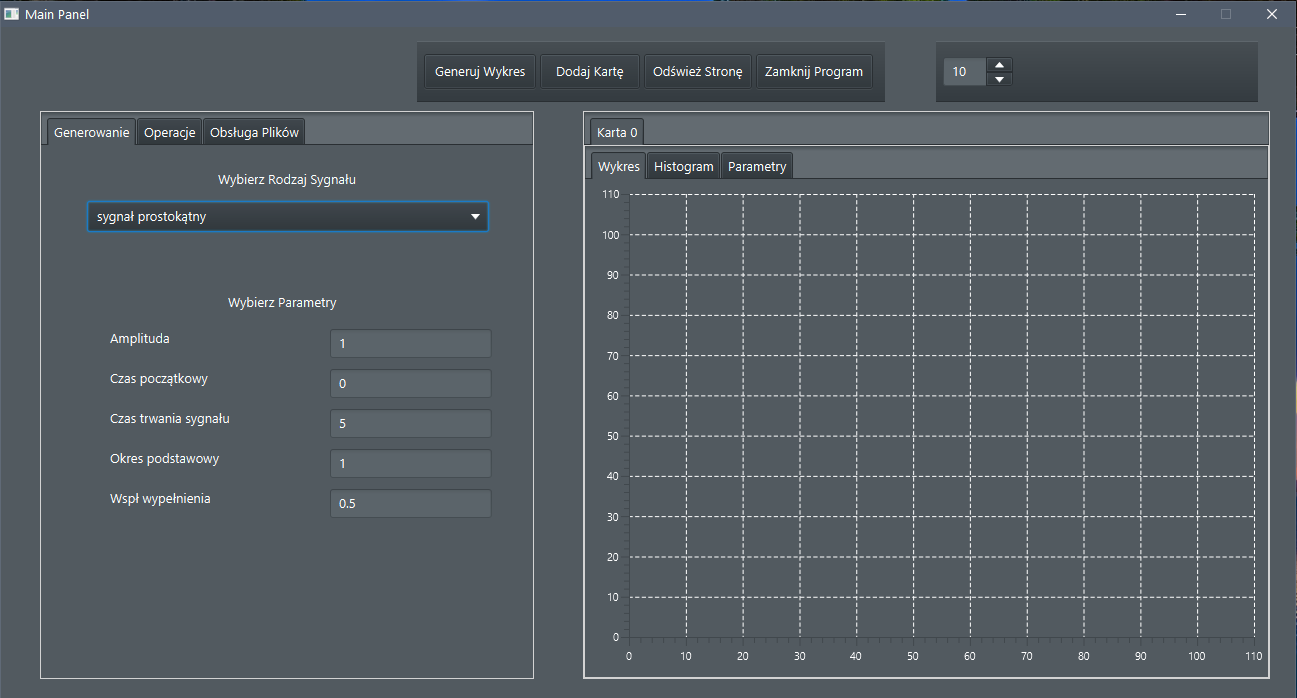 Main Panel
Generuj Wykres Dodaj Kartę Odśwież Stronę Zamknij Program 10
Generowanie Operacje Obsługa Plików
Wybierz Rodzaj Sygnału
sygnał prostokątny
Wybierz Parametry
Amplituda 1
Czas początkowy 0
Czas trwania sygnału 5
Okres podstawowy 1
Wspł wypełnienia 0.5
Karta 0
Wykres Histogram Parametry
110
100
90
80
70
60
50
40
30
20
10
0
0 10 20 30 40 50 60 70 80 90 100 110